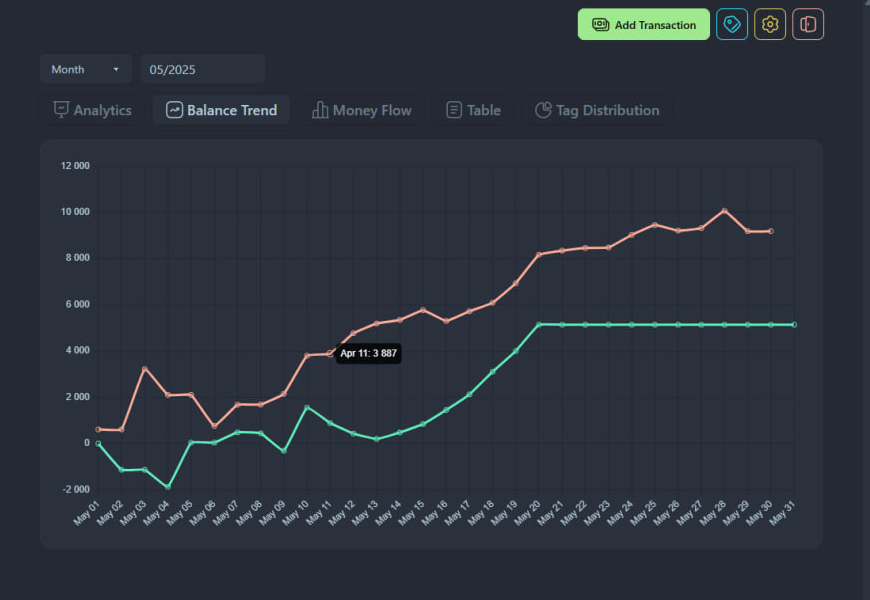 Add Transaction
Month 05/2025
Analytics Balance Trend Money Flow Table Tag Distribution
12 000
10 000
8 000
6 000
4 000
2 000
0
-2 000
Apr 11: 3 887
May 01 May 02 May 03 May 04 May 05 May 06 May 07 May 08 May 09 May 10 May 11 May 12 May 13 May 14 May 15 May 16 May 17 May 18 May 19 May 20 May 21 May 22 May 23 May 24 May 25 May 26 May 27 May 28 May 29 May 30 May 31